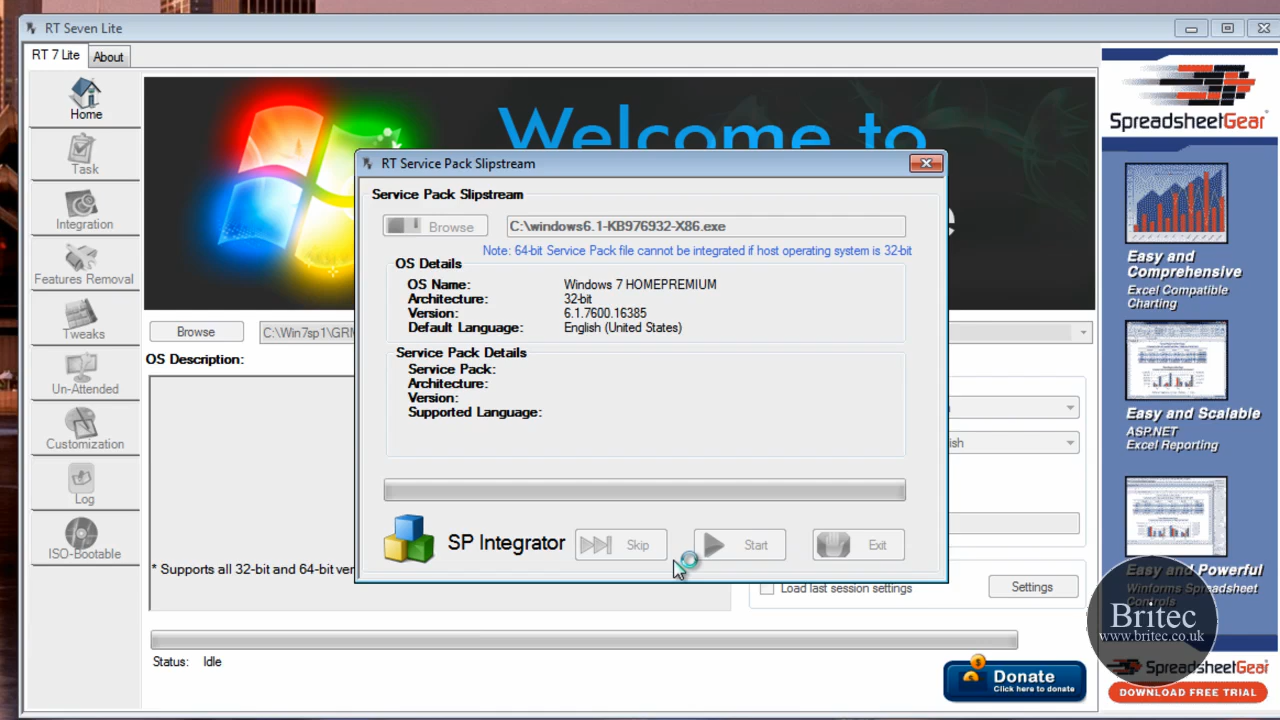 RT Seven Lite
RT 7 Lite
About
Home
Task
Integration
Features Removal
Tweaks
Un-Attended
Customization
Log
ISO-Bootable
Welcome to
RT Service Pack Slipstream
Service Pack Slipstream
Browse
C:\windows6.1-KB976932-X86.exe
Note: 64-bit Service Pack file cannot be integrated if host operating system is 32-bit
OS Details
OS Name: Windows 7 HOMEPREMIUM
Architecture: 32-bit
Version: 6.1.7600.16385
Default Language: English (United States)
Service Pack Details
Service Pack:
Architecture:
Version:
Supported Language:
SP Integrator
Skip
Start
Exit
Browse
C:\Win7sp1\GRM
OS Description:
* Supports all 32-bit and 64-bit ver
ish
Load last session settings
Settings
Status: Idle
Donate
Click here to donate
SpreadsheetGear
Easy and
Comprehensive
Excel Compatible
Charting
Easy and Scalable
ASP.NET
Excel Reporting
Easy and Powerful
Winforms Spreadsheet
Controls
Britec
www.britec.co.uk
SpreadsheetGear
DOWNLOAD FREE TRIAL